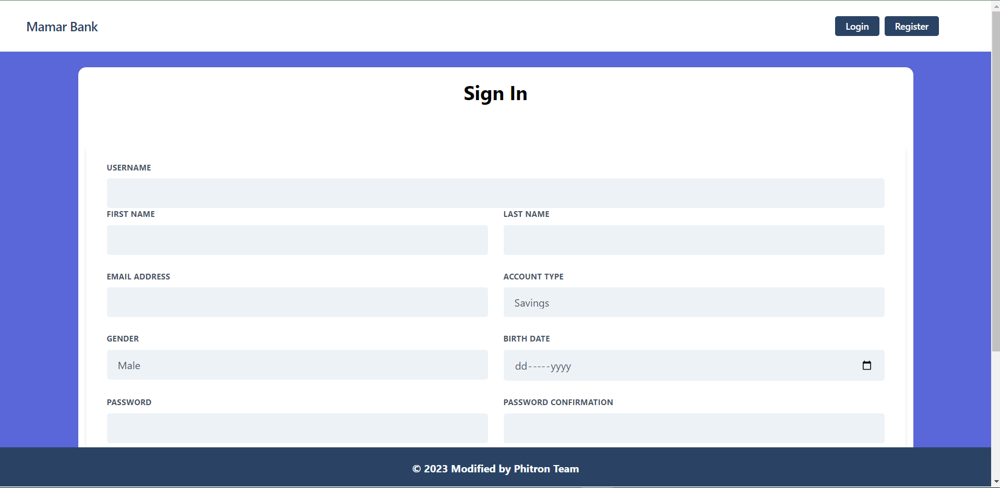 Mamar Bank
Login Register
Sign In
USERNAME
FIRST NAME LAST NAME
EMAIL ADDRESS ACCOUNT TYPE
Savings
GENDER BIRTH DATE
Male dd-----yyyy
PASSWORD PASSWORD CONFIRMATION
© 2023 Modified by Phitron Team